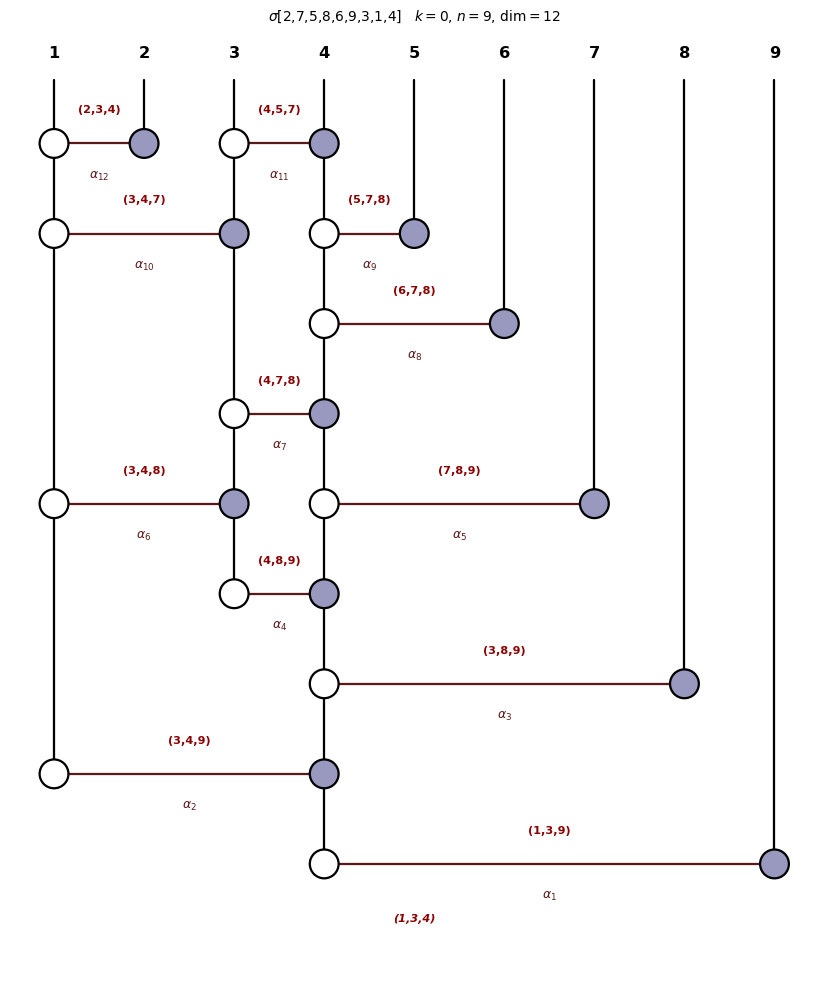 σ[2,7,5,8,6,9,3,1,4]   k = 0, n = 9, dim = 12
1 2 3 4 5 6 7 8 9
(2,3,4) (4,5,7)
α₁₂ α₁₁
(3,4,7) (5,7,8)
α₁₀ α₉
(6,7,8)
α₈
(4,7,8)
α₇
(3,4,8) (7,8,9)
α₆ α₅
(4,8,9)
α₄
(3,8,9)
α₃
(3,4,9)
α₂
(1,3,9)
α₁
(1,3,4)